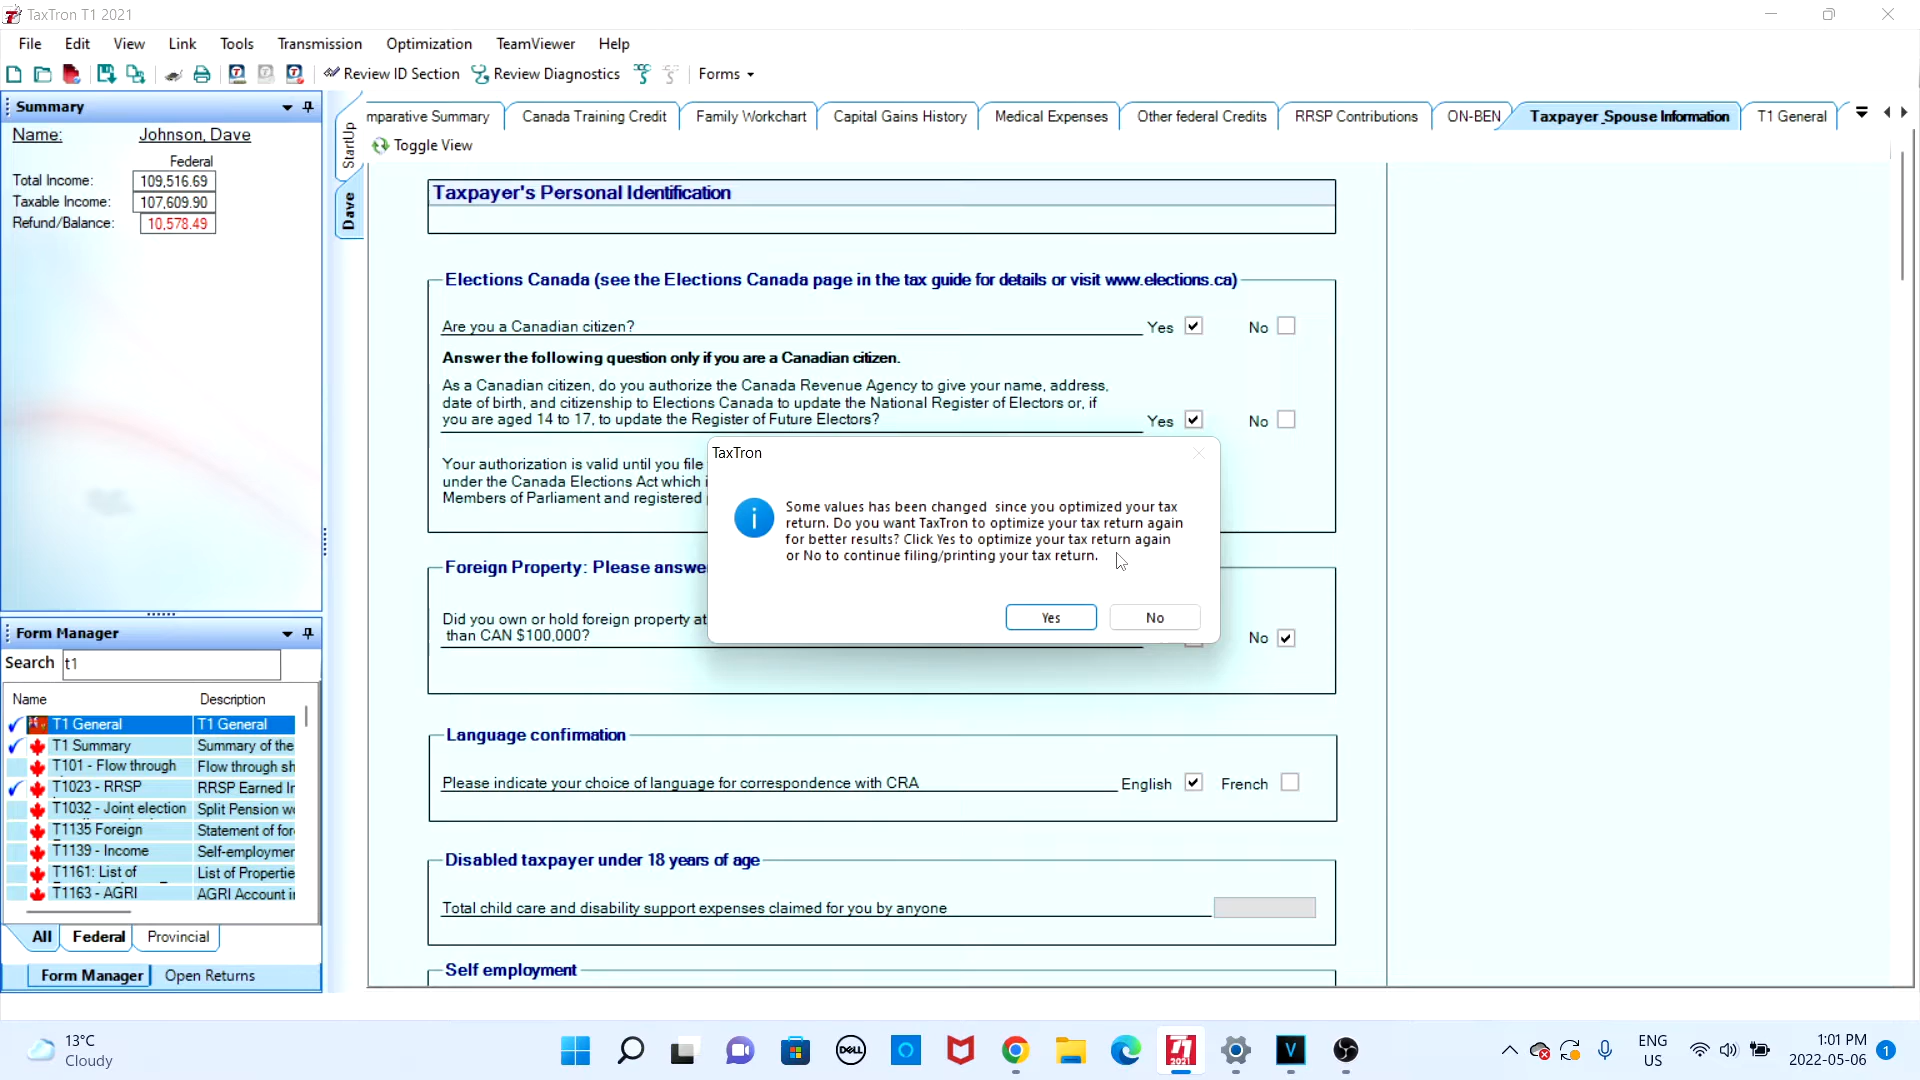 TaxTron T1 2021
File Edit View Link Tools Transmission Optimization TeamViewer Help
Review ID Section Review Diagnostics Forms
Summary
Name: Johnson, Dave
Federal
Total Income: 109,516.69
Taxable Income: 107,609.90
Refund/Balance: 10,578.49
StartUp
Dave
mparative Summary Canada Training Credit Family Workchart Capital Gains History Medical Expenses Other federal Credits RRSP Contributions ON-BEN Taxpayer_Spouse Information T1 General
Toggle View
Taxpayer's Personal Identification
Elections Canada (see the Elections Canada page in the tax guide for details or visit www.elections.ca)
Are you a Canadian citizen? Yes No
Answer the following question only if you are a Canadian citizen.
As a Canadian citizen, do you authorize the Canada Revenue Agency to give your name, address,
date of birth, and citizenship to Elections Canada to update the National Register of Electors or, if
you are aged 14 to 17, to update the Register of Future Electors? Yes No
Your authorization is valid until you file
under the Canada Elections Act which i
Members of Parliament and registered
TaxTron
Some values has been changed since you optimized your tax
return. Do you want TaxTron to optimize your tax return again
for better results? Click Yes to optimize your tax return again
or No to continue filing/printing your tax return.
Yes No
Foreign Property: Please answe
Did you own or hold foreign property at
than CAN $100,000? No
Language confirmation
Please indicate your choice of language for correspondence with CRA English French
Disabled taxpayer under 18 years of age
Total child care and disability support expenses claimed for you by anyone
Self employment
Form Manager
Search t1
Name Description
T1 General T1 General
T1 Summary Summary of the
T101 - Flow through Flow through sh
T1023 - RRSP RRSP Earned In
T1032 - Joint election Split Pension wo
T1135 Foreign Statement of for
T1139 - Income Self-employmer
T1161: List of List of Propertie
T1163 - AGRI AGRI Account i
All Federal Provincial
Form Manager Open Returns
13°C
Cloudy
DELL
T1
2021
V
ENG
US
1:01 PM
2022-05-06
1